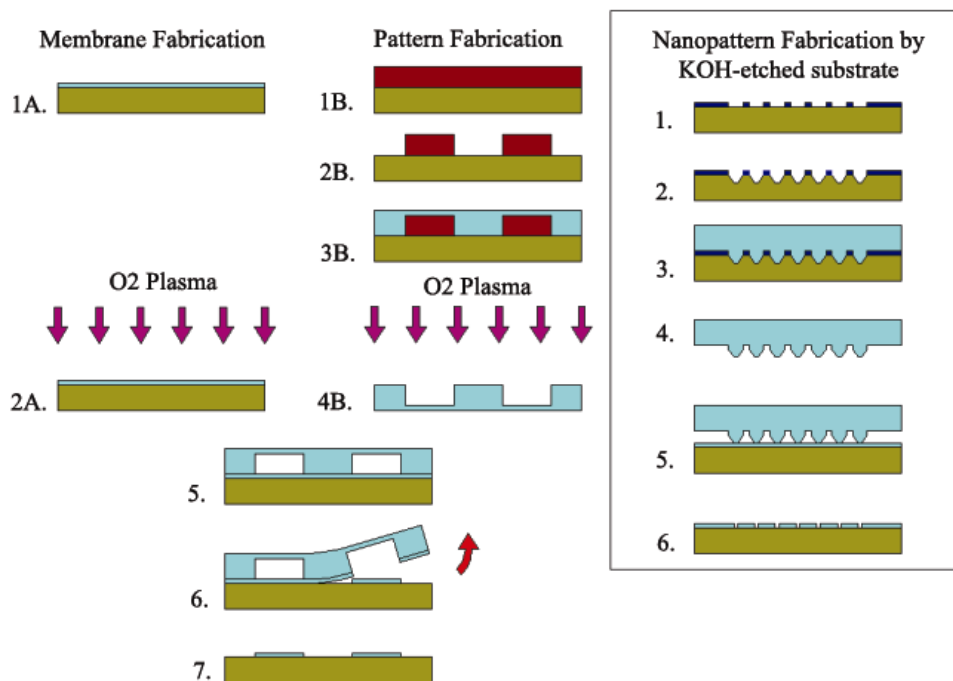 Membrane Fabrication
1A.
O2 Plasma
2A.
Pattern Fabrication
1B.
2B.
3B.
O2 Plasma
4B.
5.
6.
7.
Nanopattern Fabrication by
KOH-etched substrate
1.
2.
3.
4.
5.
6.